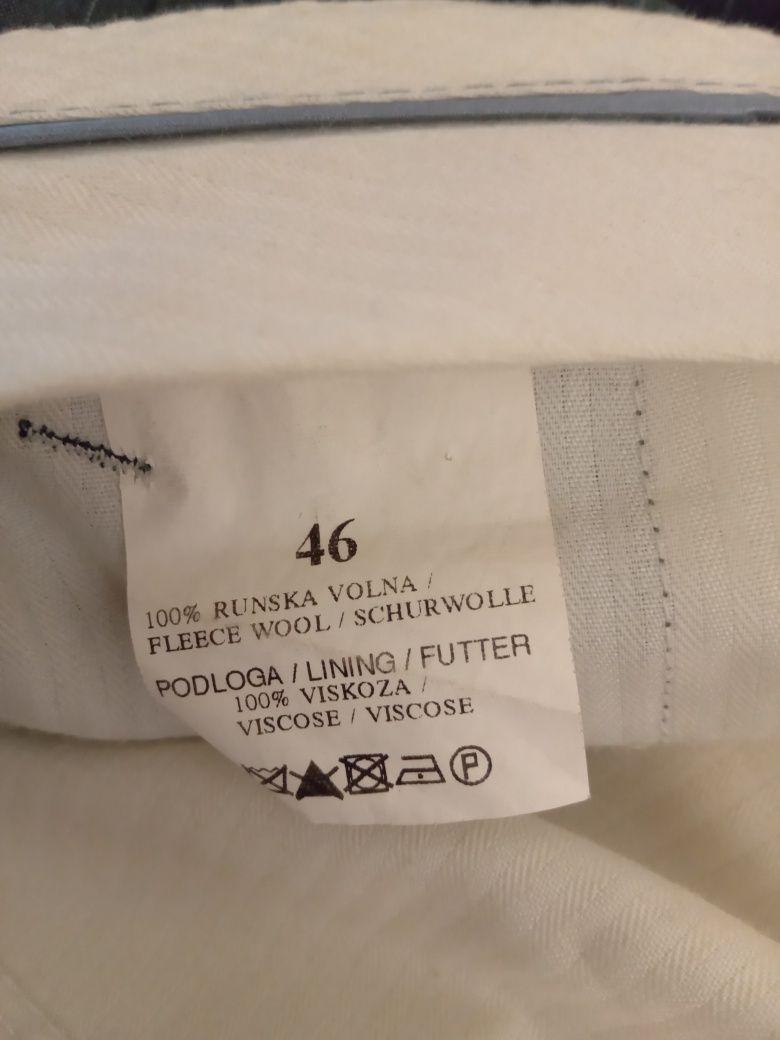 46
100% RUNSKA VOLNA /
FLEECE WOOL / SCHURWOLLE
PODLOGA / LINING / FUTTER
100% VISKOZA /
VISCOSE / VISCOSE
P